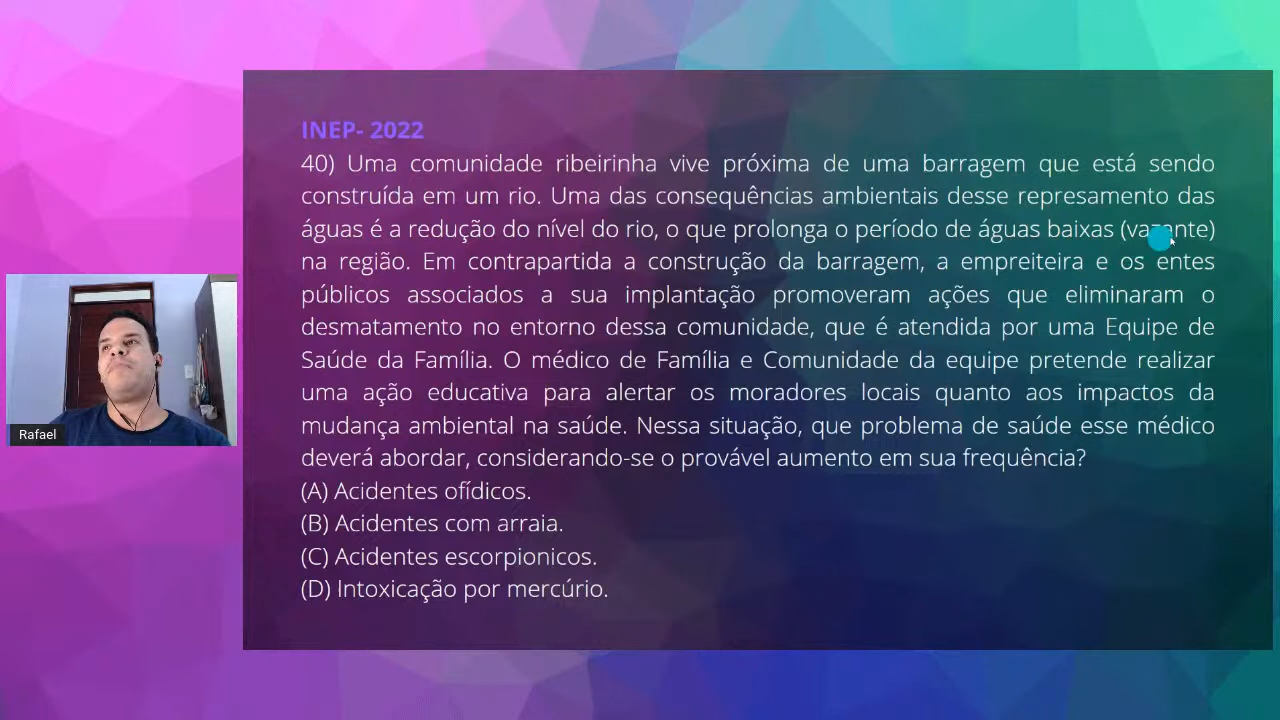 INEP- 2022
40) Uma comunidade ribeirinha vive próxima de uma barragem que está sendo
construída em um rio. Uma das consequências ambientais desse represamento das
águas é a redução do nível do rio, o que prolonga o período de águas baixas (vazante)
na região. Em contrapartida a construção da barragem, a empreiteira e os entes
públicos associados a sua implantação promoveram ações que eliminaram o
desmatamento no entorno dessa comunidade, que é atendida por uma Equipe de
Saúde da Família. O médico de Família e Comunidade da equipe pretende realizar
uma ação educativa para alertar os moradores locais quanto aos impactos da
mudança ambiental na saúde. Nessa situação, que problema de saúde esse médico
deverá abordar, considerando-se o provável aumento em sua frequência?
(A) Acidentes ofídicos.
(B) Acidentes com arraia.
(C) Acidentes escorpionicos.
(D) Intoxicação por mercúrio.
Rafael